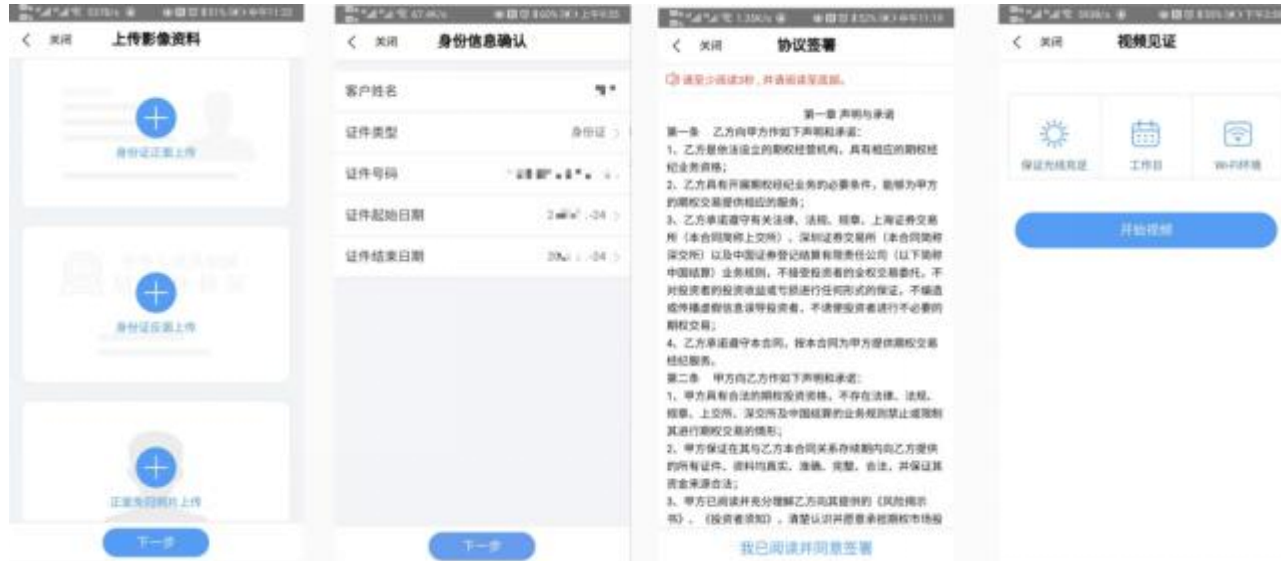 关闭 上传影像资料
身份证正面上传
身份证反面上传
正面免冠照片上传
下一步
关闭 身份信息确认
客户姓名
证件类型 身份证
证件号码
证件起始日期
证件结束日期
下一步
关闭 协议签署
请至少阅读3秒，并请阅读至底部。
第一章 声明与承诺
第一条 乙方向甲方作如下声明和承诺：
1、乙方是依法设立的期权经营机构，具有相应的期权经
纪业务资格；
2、乙方具有开展期权经纪业务的必要条件，能够为甲方
的期权交易提供相应的服务；
3、乙方承诺遵守有关法律、法规、规章、上海证券交易
所（本合同简称上交所）、深圳证券交易所（本合同简称
深交所）以及中国证券登记结算有限责任公司（以下简称
中国结算）业务规则，不接受投资者的全权交易委托，不
对投资者的投资收益或亏损进行任何形式的保证，不编造
或传播虚假信息误导投资者，不诱使投资者进行不必要的
期权交易；
4、乙方承诺遵守本合同，按本合同为甲方提供期权交易
经纪服务。
第二条 甲方向乙方作如下声明和承诺：
1、甲方具有合法的期权投资资格，不存在法律、法规、
规章、上交所、深交所及中国结算的业务规则禁止或限制
其进行期权交易的情形；
2、甲方保证在其与乙方本合同关系存续期内向乙方提供
的所有证件、资料均真实、准确、完整、合法，并保证其
资金来源合法；
3、甲方已阅读并充分理解乙方向其提供的《风险揭示
书》、《投资者须知》，清楚认识并愿意承担期权市场投
我已阅读并同意签署
关闭 视频见证
保证光线充足 工作日 Wi-Fi环境
开始视频